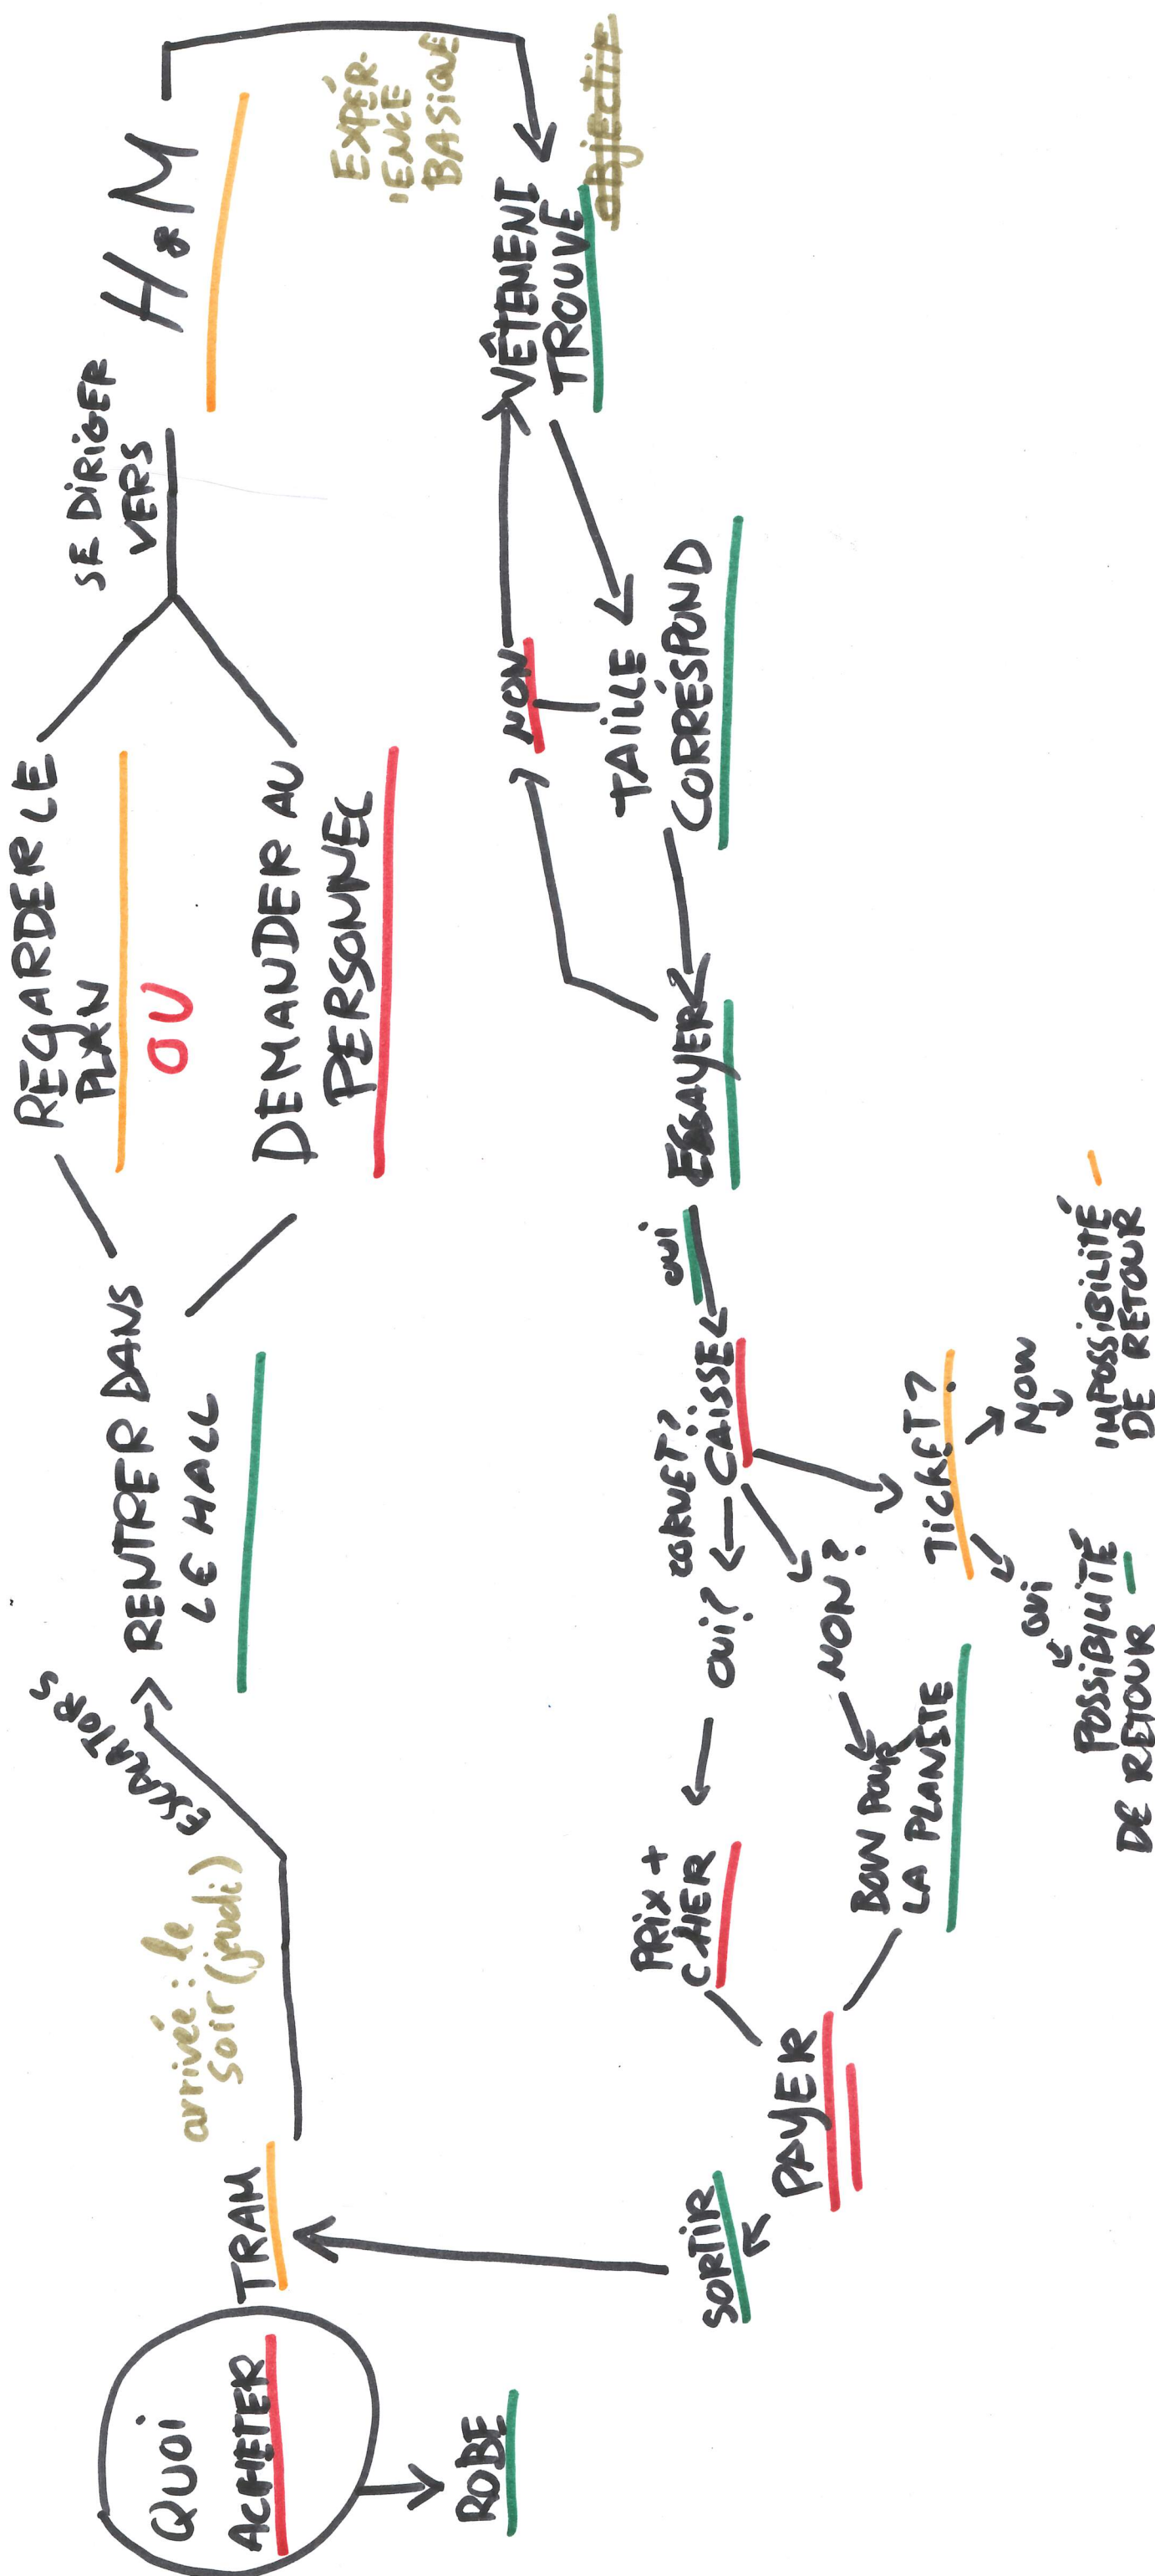 QUOI
ACHETER
ROBE
TRAM
arrivée : le
soir (jeudi)
ESCALATORS
RENTRER DANS
LE HALL
REGARDER LE
PLAN
OU
DEMANDER AU
PERSONNEL
SE DIRIGER
VERS
H&M
EXPÉR-
IENCE
BASIQUE
objectif
VÊTEMENT
TROUVÉ
TAILLE
CORRÉSPOND
NON
ESSAYER
OUI
CAISSE
CORNET?
OUI?
NON?
PRIX +
CHER
BON POUR
LA PLANETE
TICKET?
NON
IMPOSSIBILITÉ
DE RETOUR
OUI
POSSIBILITÉ
DE RETOUR
PAYER
SORTIR